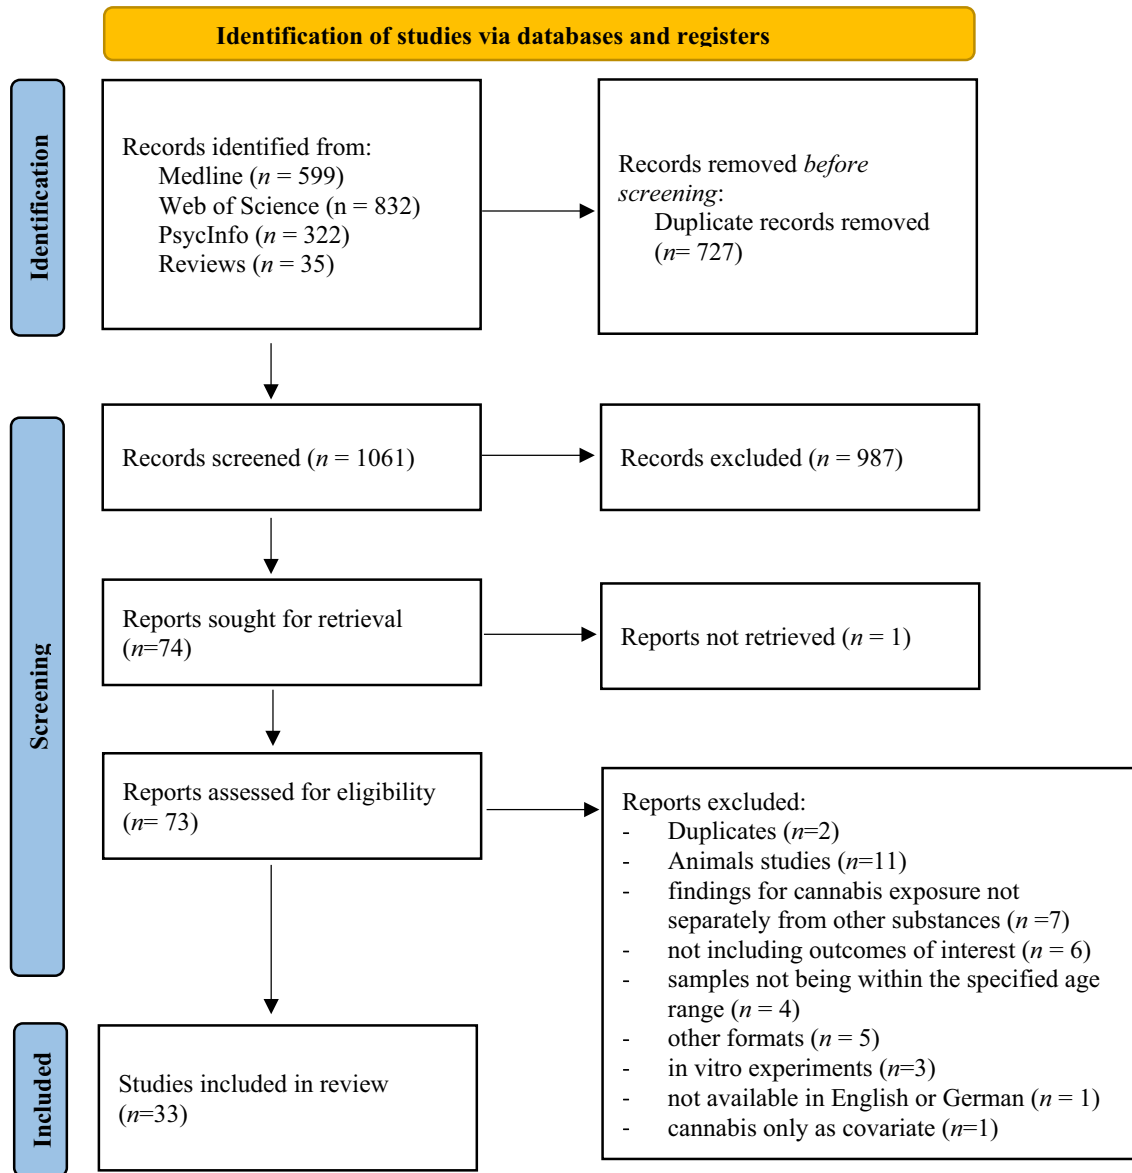 Identification of studies via databases and registers
Identification
Records identified from:
Medline (n = 599)
Web of Science (n = 832)
PsycInfo (n = 322)
Reviews (n = 35)
Records removed before
screening:
Duplicate records removed
(n= 727)
Screening
Records screened (n = 1061)
Records excluded (n = 987)
Reports sought for retrieval
(n=74)
Reports not retrieved (n = 1)
Reports assessed for eligibility
(n= 73)
Reports excluded:
- Duplicates (n=2)
- Animals studies (n=11)
- findings for cannabis exposure not
separately from other substances (n =7)
- not including outcomes of interest (n = 6)
- samples not being within the specified age
range (n = 4)
- other formats (n = 5)
- in vitro experiments (n=3)
- not available in English or German (n = 1)
- cannabis only as covariate (n=1)
Included
Studies included in review
(n=33)